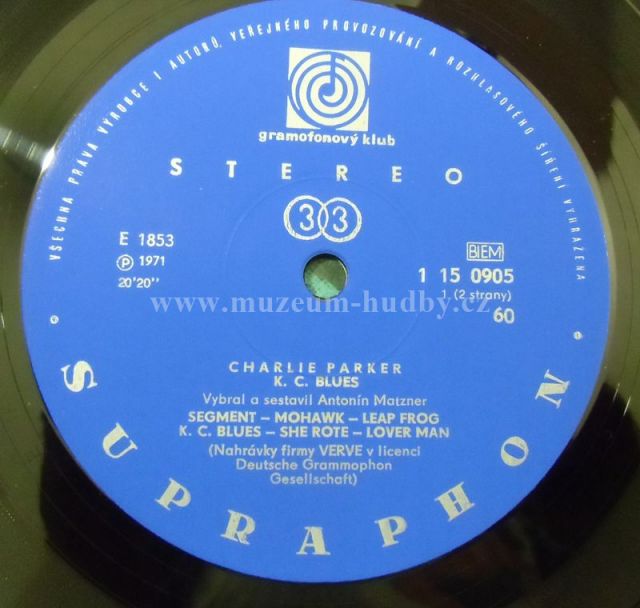 VŠECHNA PRÁVA VÝROBCE I AUTORŮ, VEŘEJNÉHO PROVOZOVÁNÍ A ROZHLASOVÉHO ŠÍŘENÍ VYHRAŽENA
gramofonový klub
STEREO
33
E 1853
Ⓟ 1971
20'20''
BIEM
1 15 0905
1 (2 strany)
60
www.muzeum-hudby.cz
CHARLIE PARKER
K. C. BLUES
Vybral a sestavil Antonín Matzner
SEGMENT – MOHAWK – LEAP FROG
K. C. BLUES – SHE ROTE – LOVER MAN
(Nahrávky firmy VERVE v licenci
Deutsche Grammophon
Gesellschaft)
SUPRAPHON